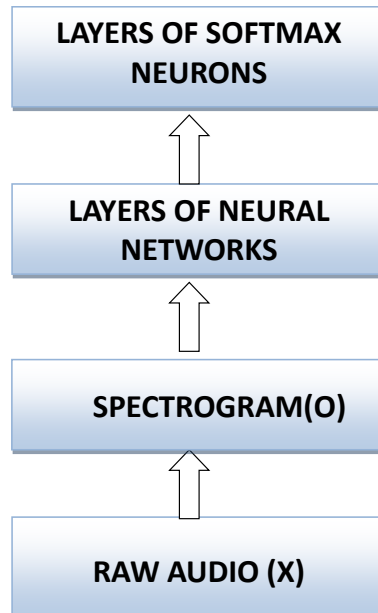 LAYERS OF SOFTMAX
NEURONS
LAYERS OF NEURAL
NETWORKS
SPECTROGRAM(O)
RAW AUDIO (X)